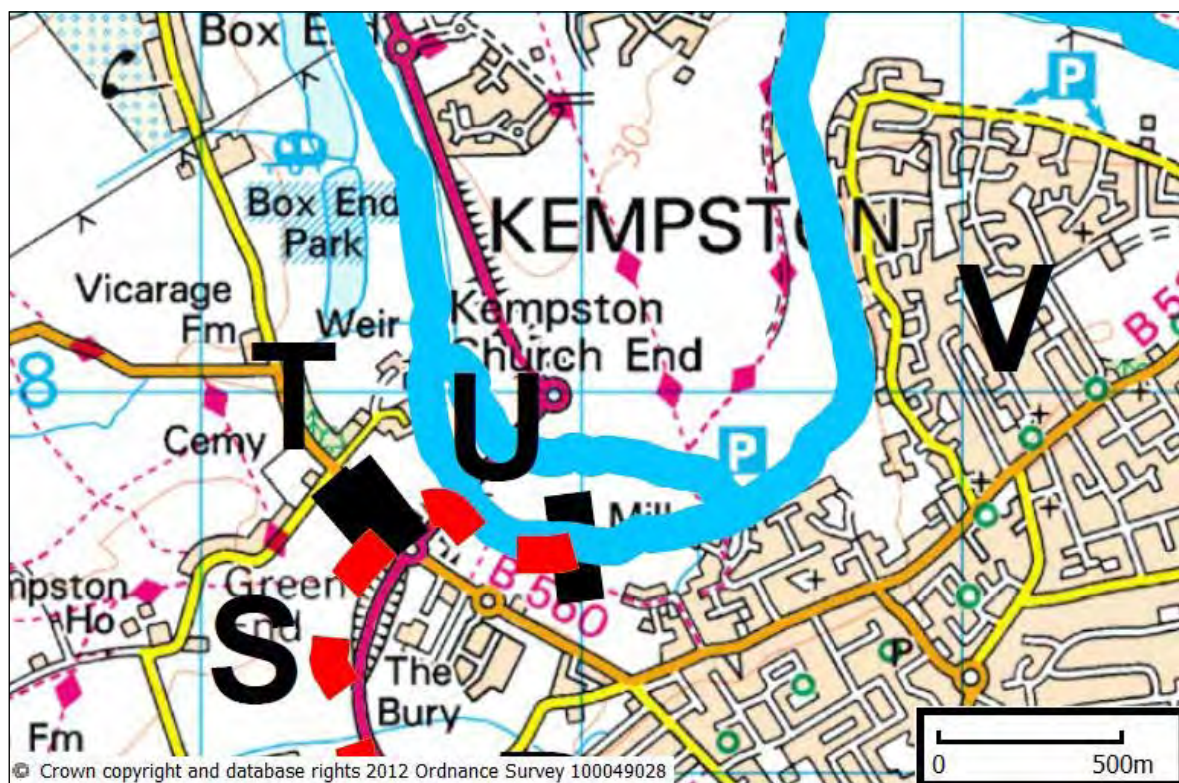 Box End
P
Box End
Park
30
KEMPSTON
Vicarage
Fm
Weir
Kempston
Church End
V
B 5
8
T
U
Cemy
P
Mill
mpston
Ho
Green
End
B 560
S
The
Bury
P
Fm
0 500m
© Crown copyright and database rights 2012 Ordnance Survey 100049028